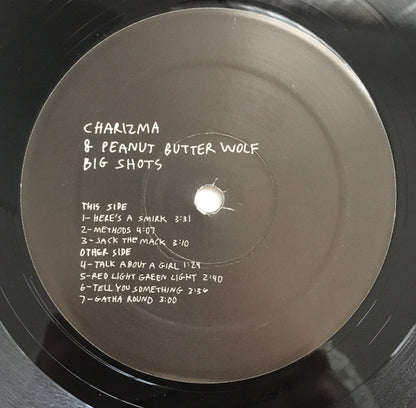 CHARIZMA
& PEANUT BUTTER WOLF
BIG SHOTS
THIS SIDE
1- HERE'S A SMIRK 3:31
2- METHODS 4:07
3- JACK THE MACK 3:10
OTHER SIDE
4- TALK ABOUT A GIRL 1:29
5- RED LIGHT GREEN LIGHT 2:40
6- TELL YOU SOMETHING 3:36
7- GATHA ROUND 3:00